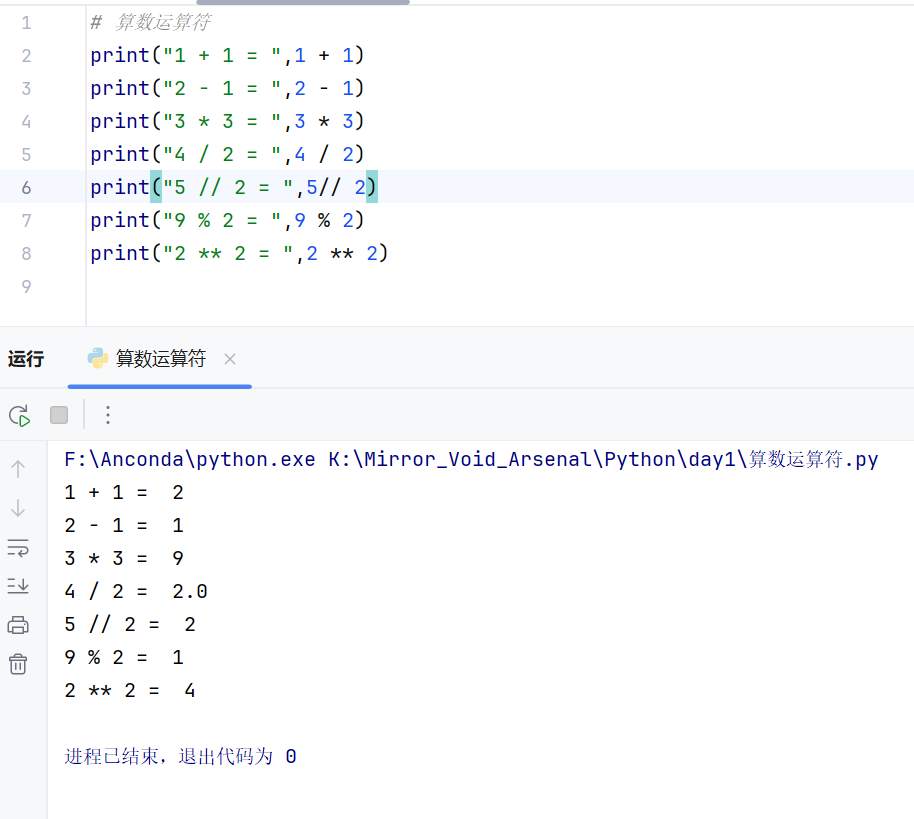 1 # 算数运算符
2 print("1 + 1 = ",1 + 1)
3 print("2 - 1 = ",2 - 1)
4 print("3 * 3 = ",3 * 3)
5 print("4 / 2 = ",4 / 2)
6 print("5 // 2 = ",5// 2)
7 print("9 % 2 = ",9 % 2)
8 print("2 ** 2 = ",2 ** 2)
9
运行 算数运算符
F:\Anconda\python.exe K:\Mirror_Void_Arsenal\Python\day1\算数运算符.py
1 + 1 =  2
2 - 1 =  1
3 * 3 =  9
4 / 2 =  2.0
5 // 2 =  2
9 % 2 =  1
2 ** 2 =  4
进程已结束，退出代码为 0